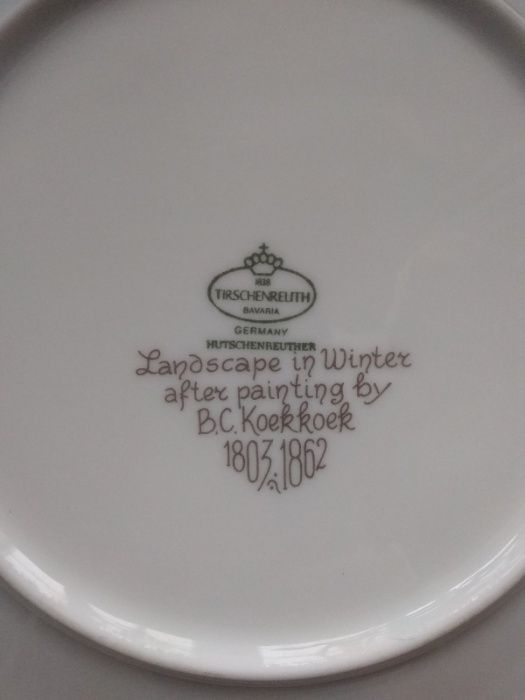 1838
TIRSCHENREUTH
BAVARIA
GERMANY
HUTSCHENREUTHER
Landscape in Winter
after painting by
B.C. Koekkoek
1803-1862